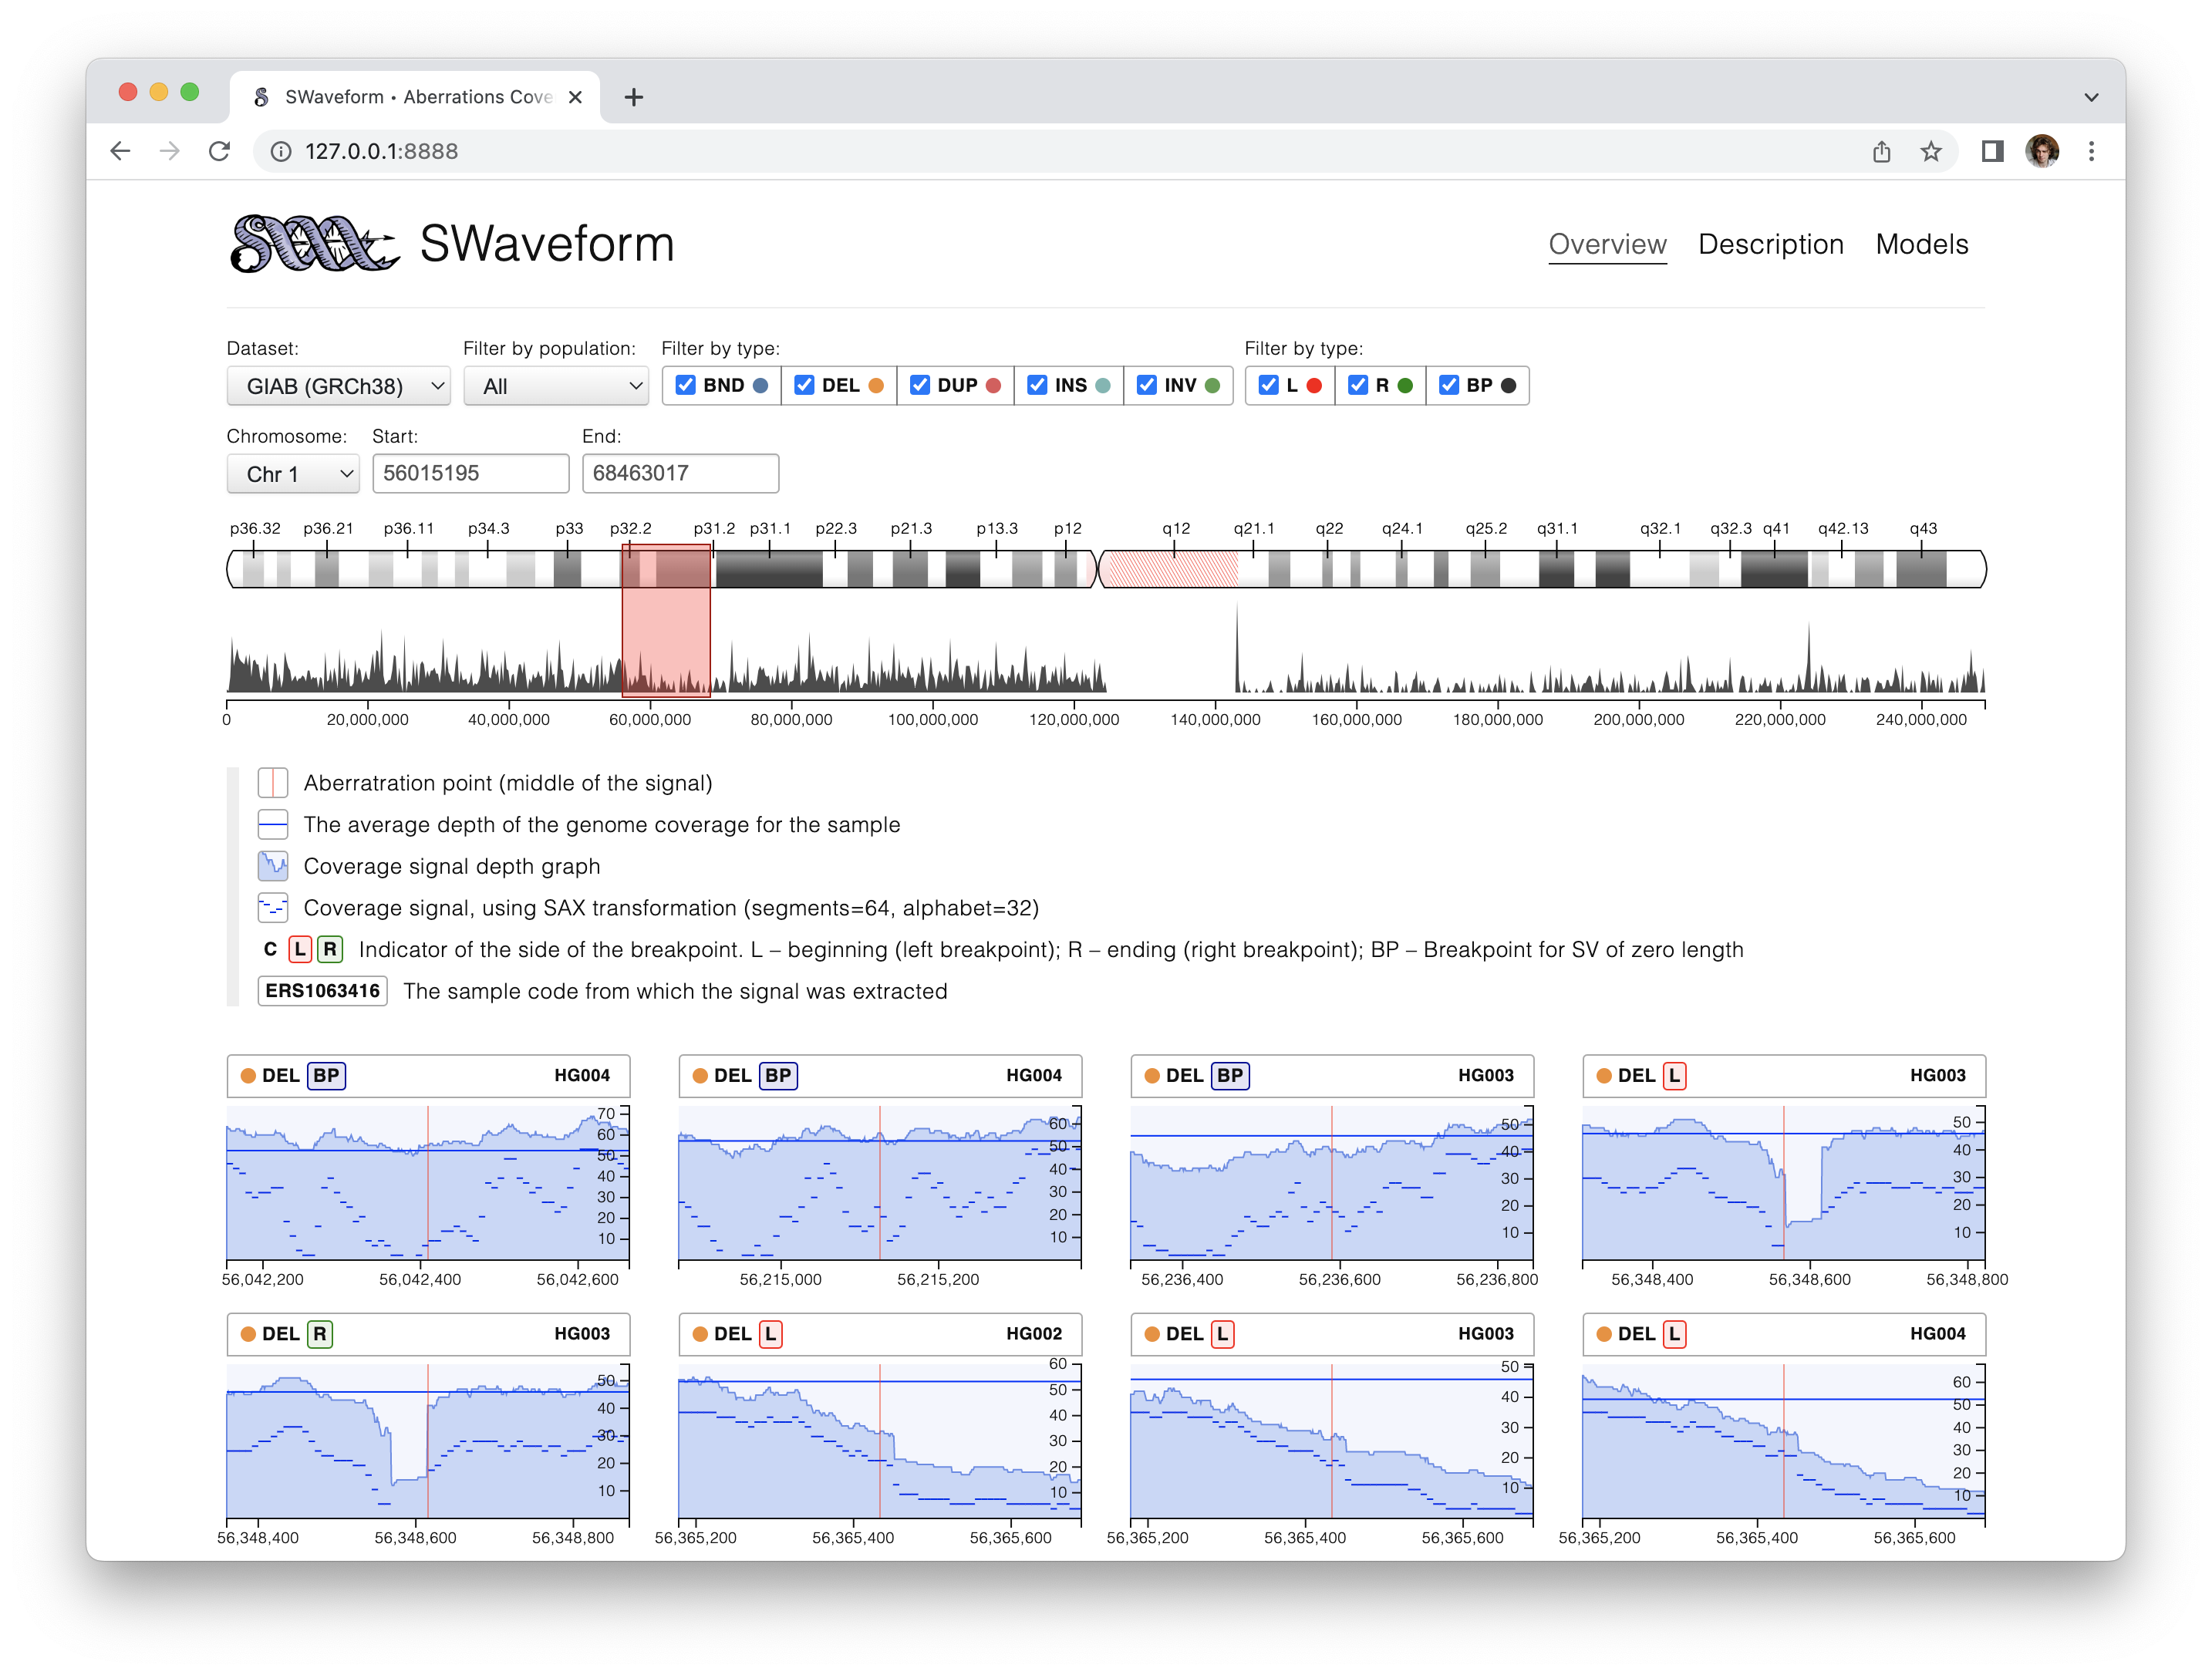 SWaveform • Aberrations Cove
127.0.0.1:8888
SWaveform
Overview Description Models
Dataset: Filter by population: Filter by type: Filter by type:
GIAB (GRCh38) All BND DEL DUP INS INV L R BP
Chromosome: Start: End:
Chr 1 56015195 68463017
p36.32 p36.21 p36.11 p34.3 p33 p32.2 p31.2 p31.1 p22.3 p21.3 p13.3 p12 q12 q21.1 q22 q24.1 q25.2 q31.1 q32.1 q32.3 q41 q42.13 q43
0 20,000,000 40,000,000 60,000,000 80,000,000 100,000,000 120,000,000 140,000,000 160,000,000 180,000,000 200,000,000 220,000,000 240,000,000
Aberratration point (middle of the signal)
The average depth of the genome coverage for the sample
Coverage signal depth graph
Coverage signal, using SAX transformation (segments=64, alphabet=32)
C L R Indicator of the side of the breakpoint. L – beginning (left breakpoint); R – ending (right breakpoint); BP – Breakpoint for SV of zero length
ERS1063416 The sample code from which the signal was extracted
DEL BP HG004
70
60
50
40
30
20
10
56,042,200 56,042,400 56,042,600
DEL BP HG004
60
50
40
30
20
10
56,215,000 56,215,200
DEL BP HG003
50
40
30
20
10
56,236,400 56,236,600 56,236,800
DEL L HG003
50
40
30
20
10
56,348,400 56,348,600 56,348,800
DEL R HG003
50
40
30
20
10
56,348,400 56,348,600 56,348,800
DEL L HG002
60
50
40
30
20
10
56,365,200 56,365,400 56,365,600
DEL L HG003
50
40
30
20
10
56,365,200 56,365,400 56,365,600
DEL L HG004
60
50
40
30
20
10
56,365,200 56,365,400 56,365,600